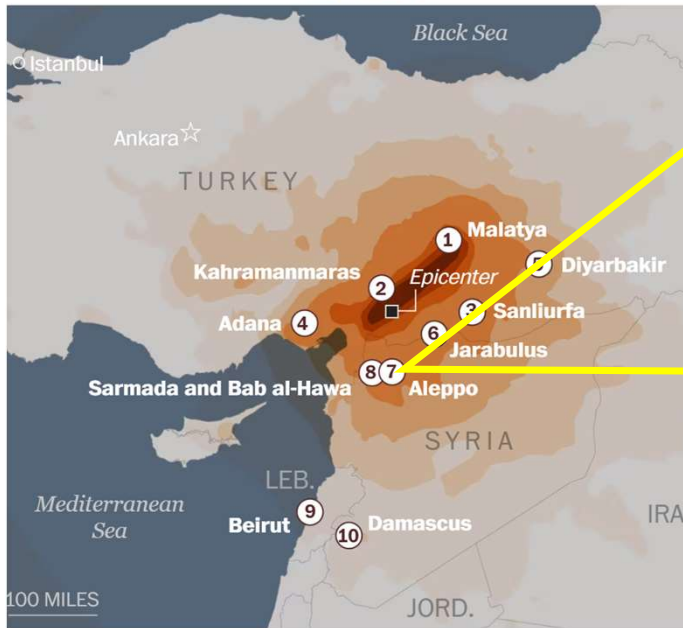 Black Sea
Istanbul
Ankara
TURKEY
1
Malatya
5
Diyarbakir
Kahramanmaras
2
Epicenter
4
Adana
3
Sanliurfa
6
Jarabulus
Sarmada and Bab al-Hawa
8
7
Aleppo
SYRIA
LEB.
Mediterranean
Sea
9
Beirut
10
Damascus
IRA
100 MILES
JORD.